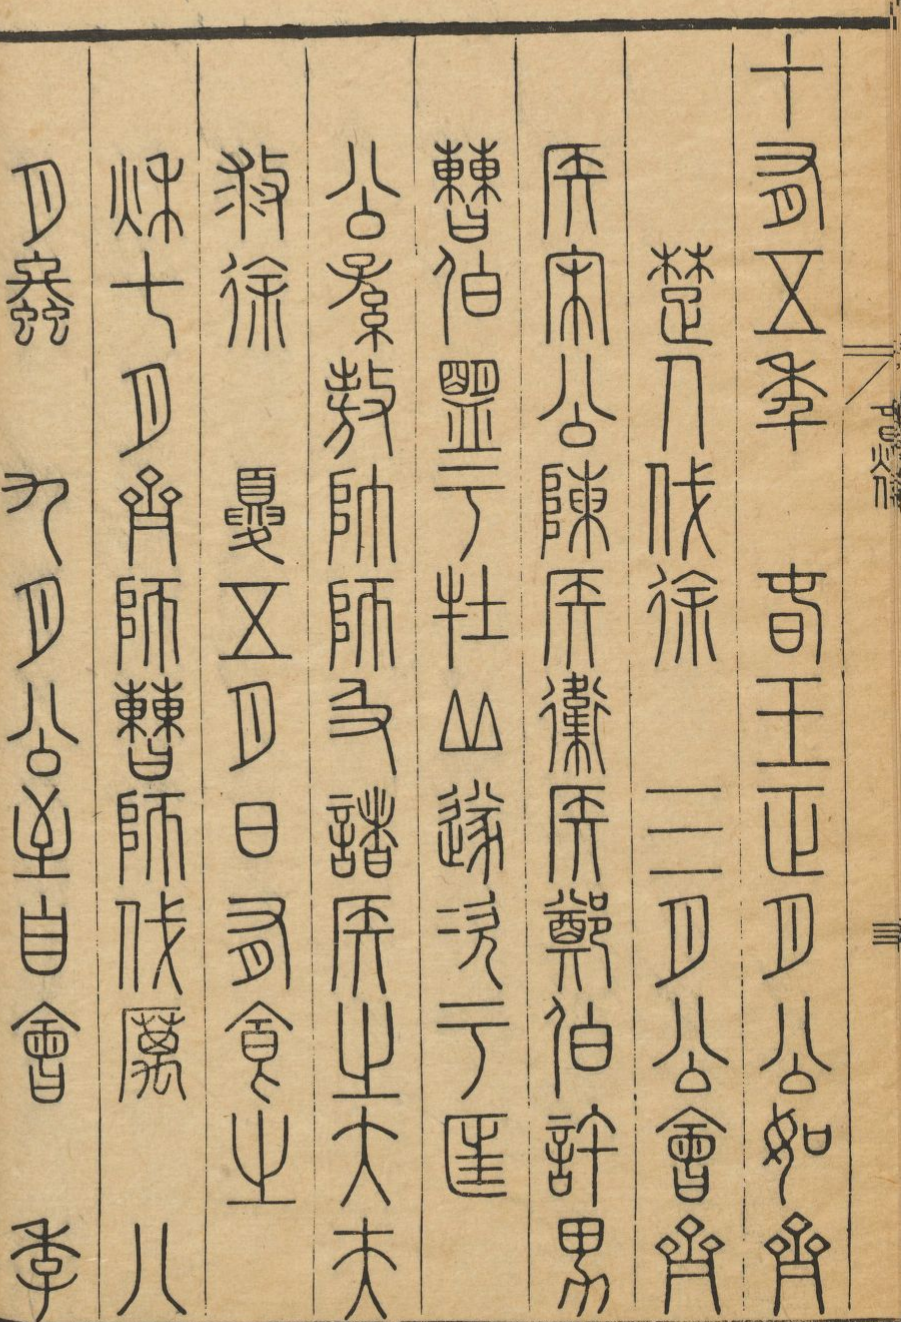 十有五年　春王正月公如齊
楚人伐徐　三月公會齊
侯宋公陳侯衞侯鄭伯許男
曹伯盟于牡丘遂次于匡
公孫敖帥師及諸侯之大夫
救徐　夏五月日有食之
秋七月齊師曹師伐厲　八
月螽　九月公至自會　季